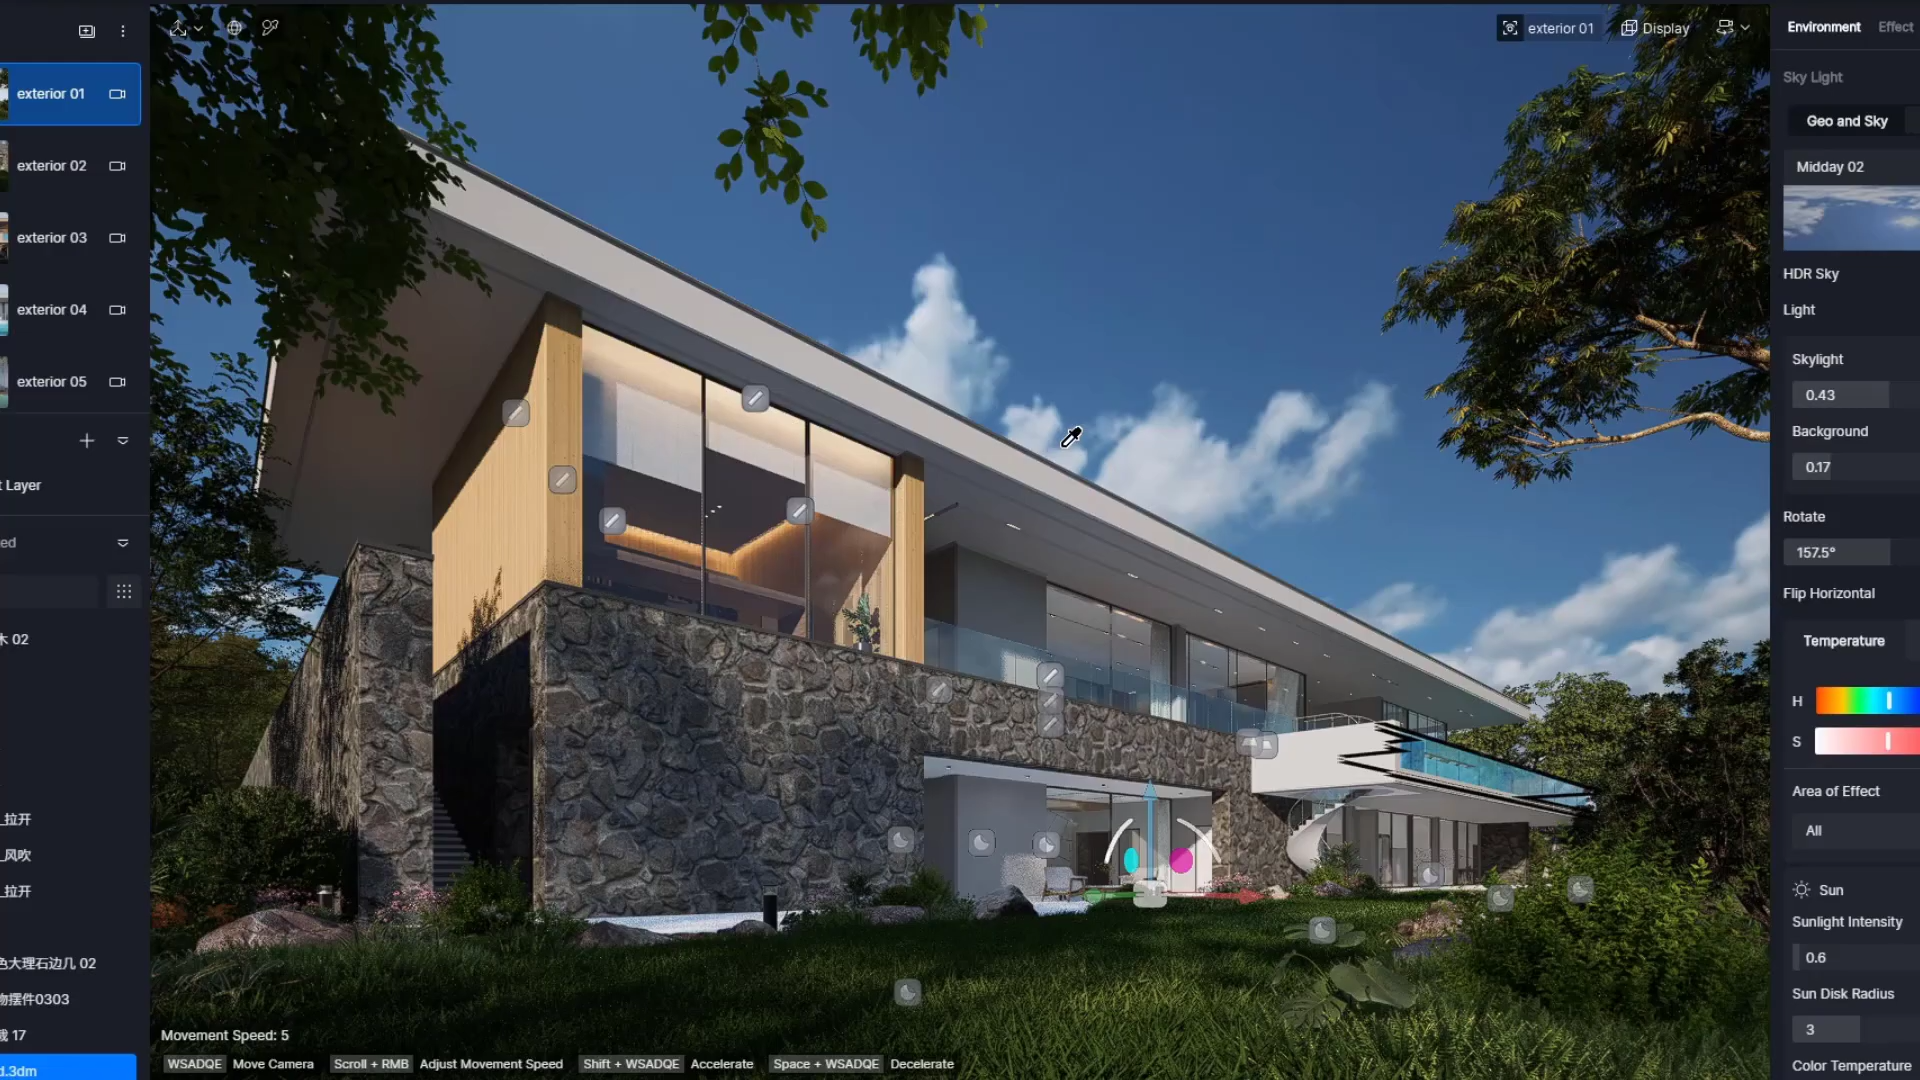 exterior 01
exterior 02
exterior 03
exterior 04
exterior 05
Layer
木 02
拉开
风吹
拉开
色大理石边几 02
摆件0303
17
.3dm
exterior 01
Display
Movement Speed: 5
WSADQE Move Camera Scroll + RMB Adjust Movement Speed Shift + WSADQE Accelerate Space + WSADQE Decelerate
Environment Effect
Sky Light
Geo and Sky
Midday 02
HDR Sky
Light
Skylight
0.43
Background
0.17
Rotate
157.5°
Flip Horizontal
Temperature
H
S
Area of Effect
All
Sun
Sunlight Intensity
0.6
Sun Disk Radius
3
Color Temperature